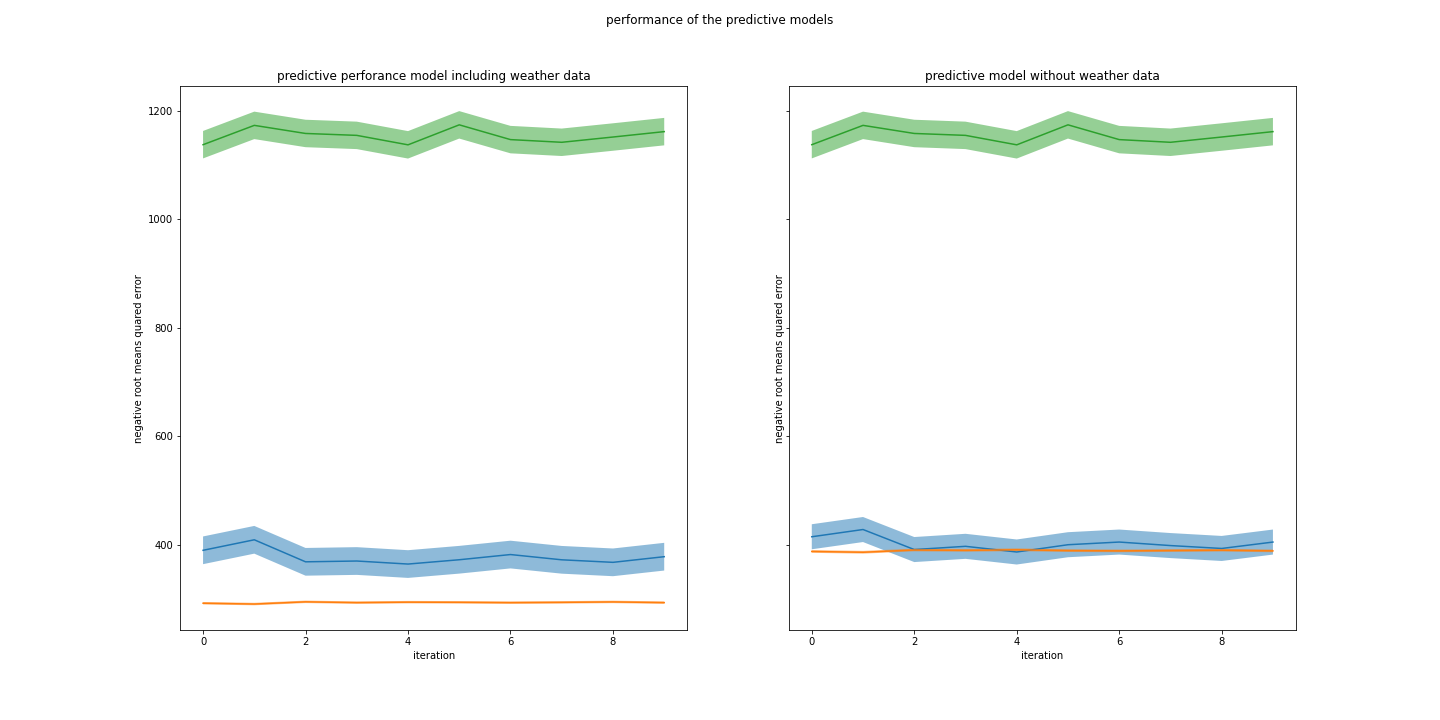 performance of the predictive models
predictive perforance model including weather data
negative root means quared error
1200
1000
800
600
400
0 2 4 6 8
iteration
predictive model without weather data
negative root means quared error
0 2 4 6 8
iteration